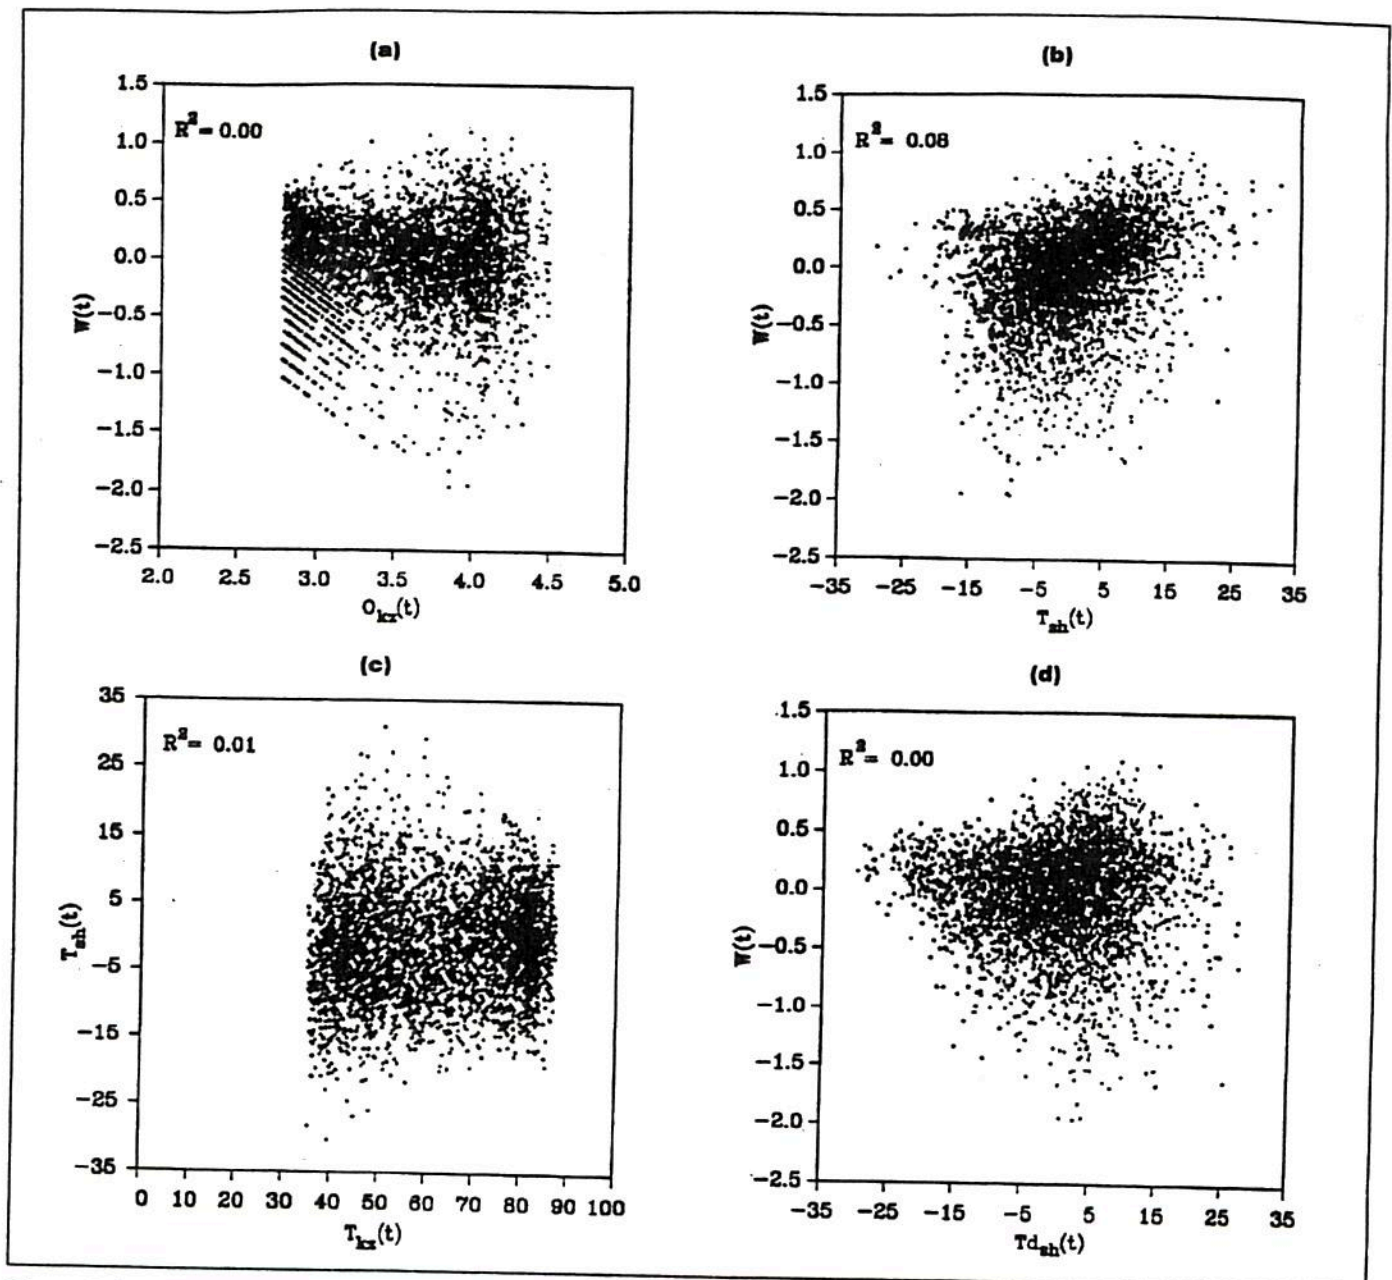 (a)
1.5
1.0
0.5
0.0
−0.5
−1.0
−1.5
−2.0
−2.5
W(t)
R²= 0.00
2.0 2.5 3.0 3.5 4.0 4.5 5.0
O_kx(t)
(b)
1.5
1.0
0.5
0.0
−0.5
−1.0
−1.5
−2.0
−2.5
W(t)
R²= 0.08
−35 −25 −15 −5 5 15 25 35
T_sh(t)
(c)
35
25
15
5
−5
−15
−25
−35
T_sh(t)
R²= 0.01
0 10 20 30 40 50 60 70 80 90 100
T_kx(t)
(d)
1.5
1.0
0.5
0.0
−0.5
−1.0
−1.5
−2.0
−2.5
W(t)
R²= 0.00
−35 −25 −15 −5 5 15 25 35
Td_sh(t)